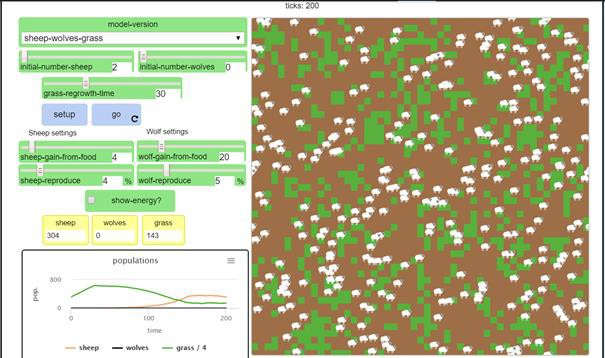 ticks: 200
model-version
sheep-wolves-grass
initial-number-sheep 2 initial-number-wolves 0
grass-regrowth-time 30
setup go
Sheep settings Wolf settings
sheep-gain-from-food 4 wolf-gain-from-food 20
sheep-reproduce 4 % wolf-reproduce 5 %
show-energy?
sheep wolves grass
304 0 143
populations
800
pop.
0
0 100 200
time
sheep wolves grass / 4